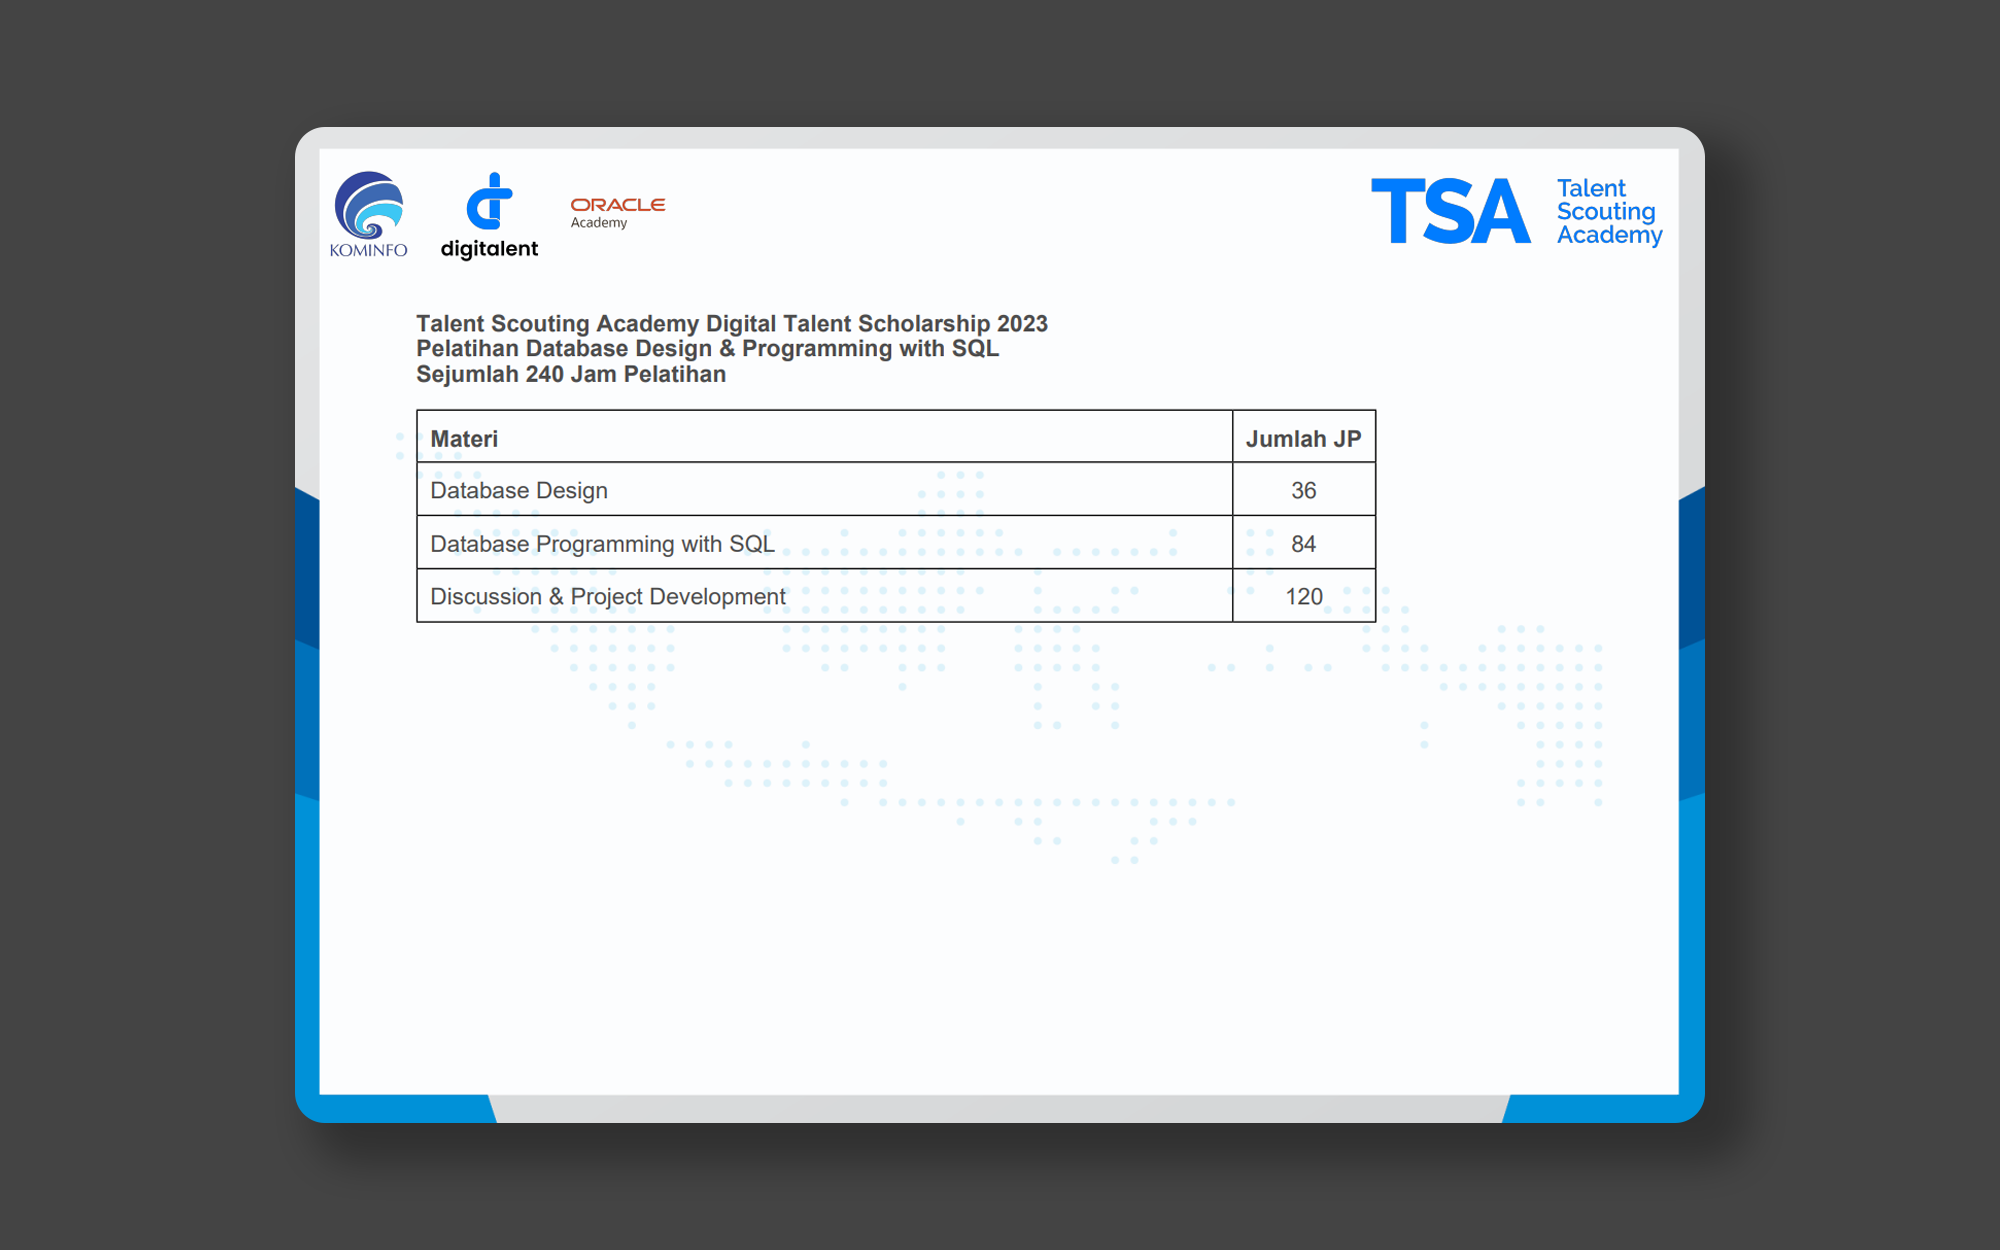 KOMINFO
digitalent
ORACLE
Academy
TSA
Talent
Scouting
Academy
Talent Scouting Academy Digital Talent Scholarship 2023
Pelatihan Database Design & Programming with SQL
Sejumlah 240 Jam Pelatihan
Materi Jumlah JP
Database Design 36
Database Programming with SQL 84
Discussion & Project Development 120